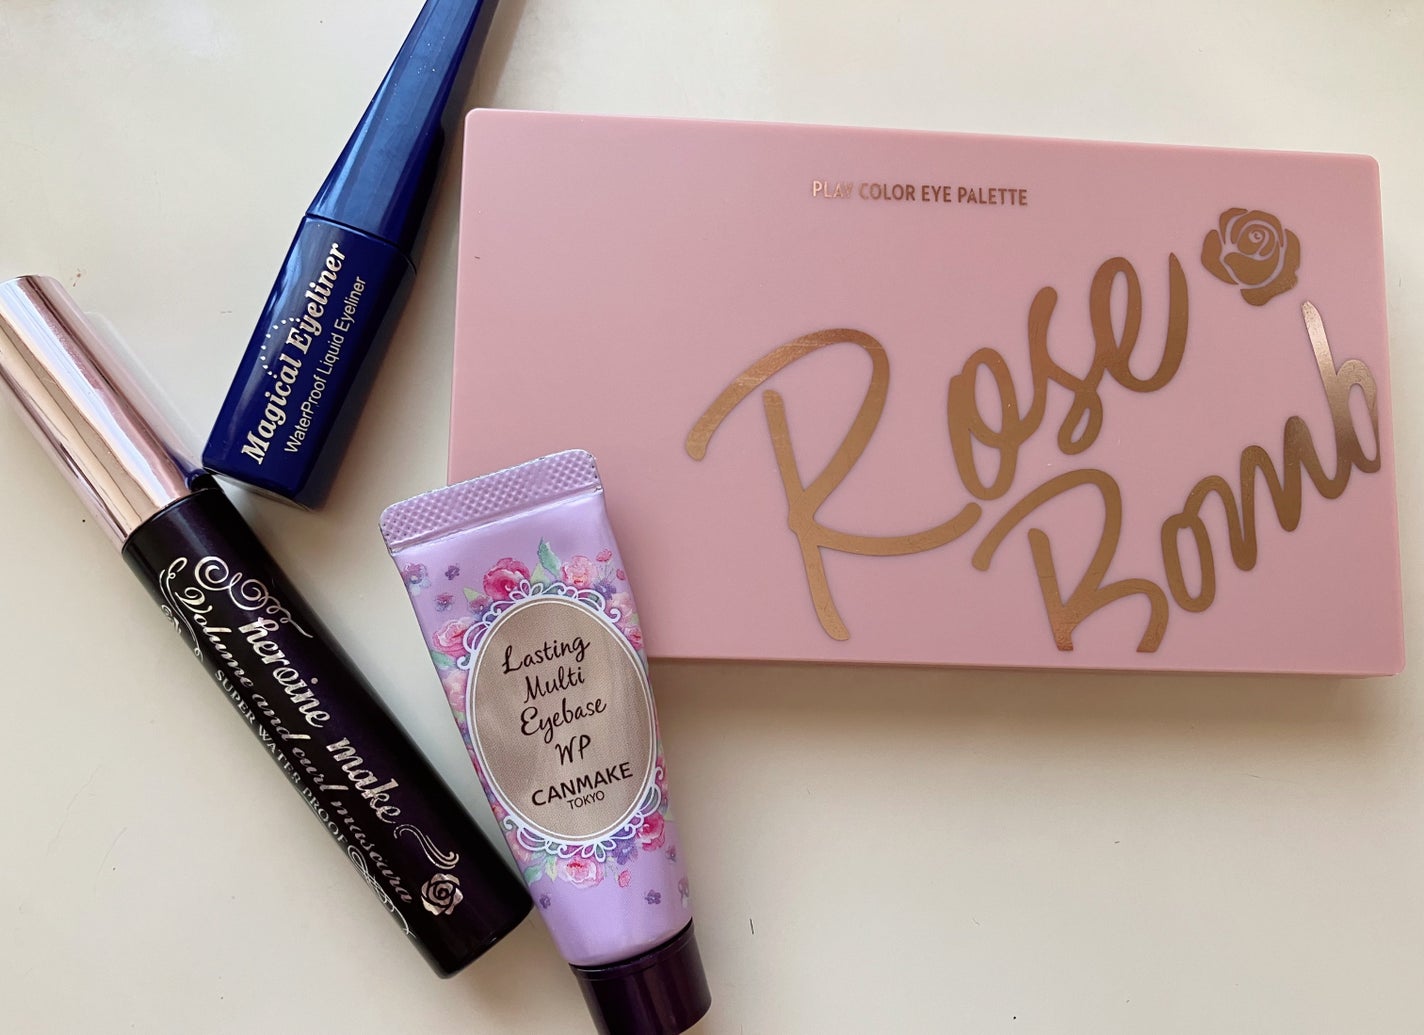 PLAY COLOR EYE PALETTE
Rose
Bomb
Magical Eyeliner
WaterProof Liquid Eyeliner
heroine make
Volume and curl mascara
SUPER WATER PROOF
Lasting
Multi
Eyebase
WP
CANMAKE
TOKYO